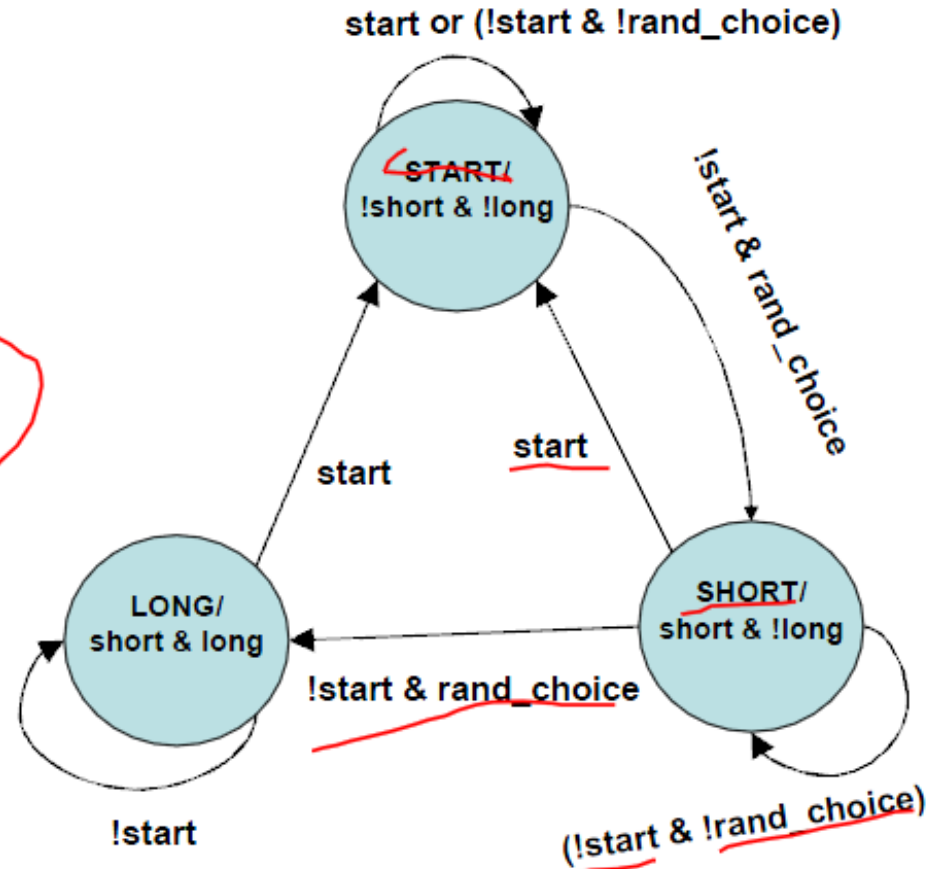 start or (!start & !rand_choice)
START/
!short & !long
!start & rand_choice
start
start
LONG/
short & long
SHORT/
short & !long
!start & rand_choice
!start
(!start & !rand_choice)